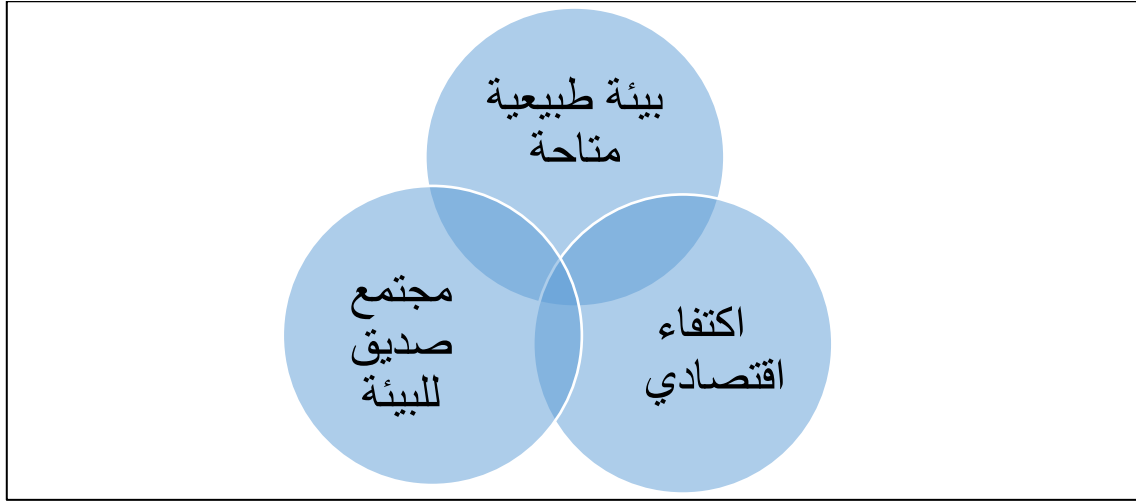 بيئة طبيعية
متاحة
مجتمع
صديق
للبيئة
اكتفاء
اقتصادي